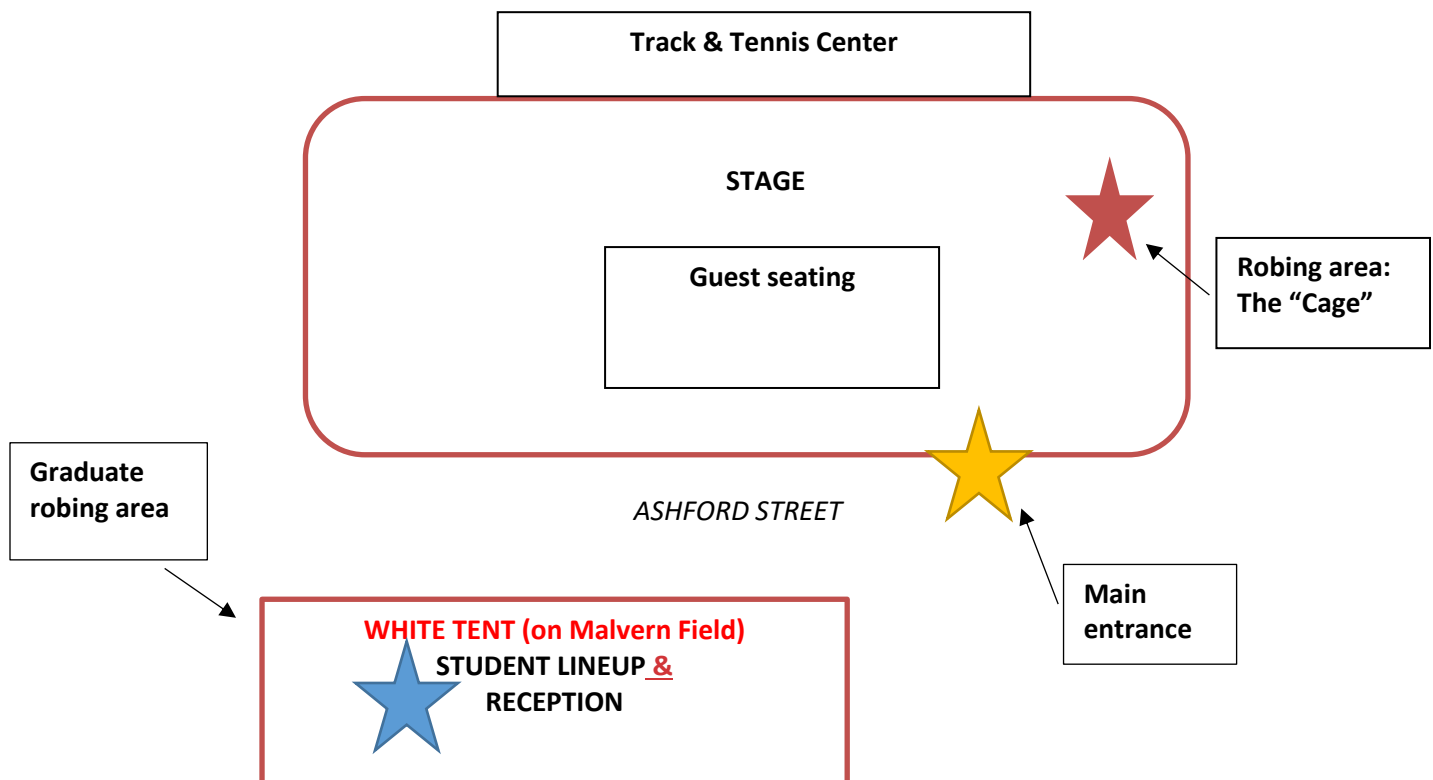 Track & Tennis Center
STAGE
Guest seating
Robing area:
The “Cage”
Graduate
robing area
ASHFORD STREET
Main
entrance
WHITE TENT (on Malvern Field)
STUDENT LINEUP &
RECEPTION